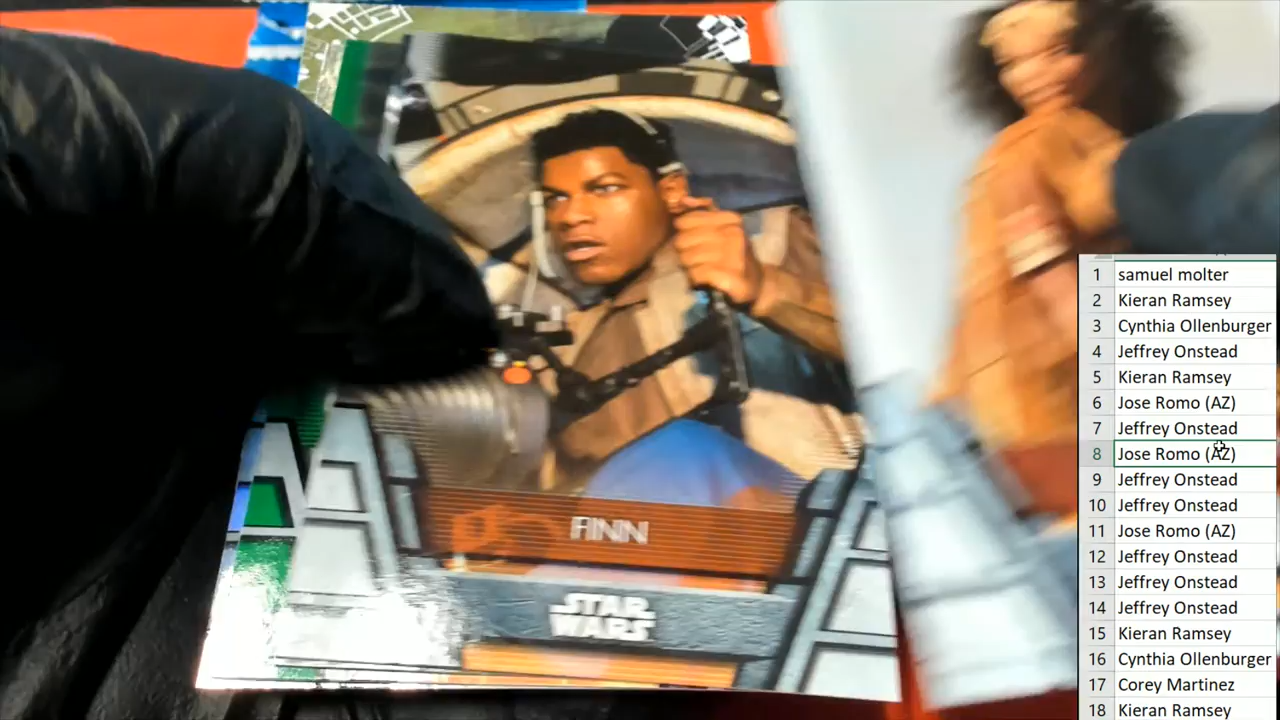 FINN
STAR
WARS
1 samuel molter
2 Kieran Ramsey
3 Cynthia Ollenburger
4 Jeffrey Onstead
5 Kieran Ramsey
6 Jose Romo (AZ)
7 Jeffrey Onstead
8 Jose Romo (AZ)
9 Jeffrey Onstead
10 Jeffrey Onstead
11 Jose Romo (AZ)
12 Jeffrey Onstead
13 Jeffrey Onstead
14 Jeffrey Onstead
15 Kieran Ramsey
16 Cynthia Ollenburger
17 Corey Martinez
18 Kieran Ramsey